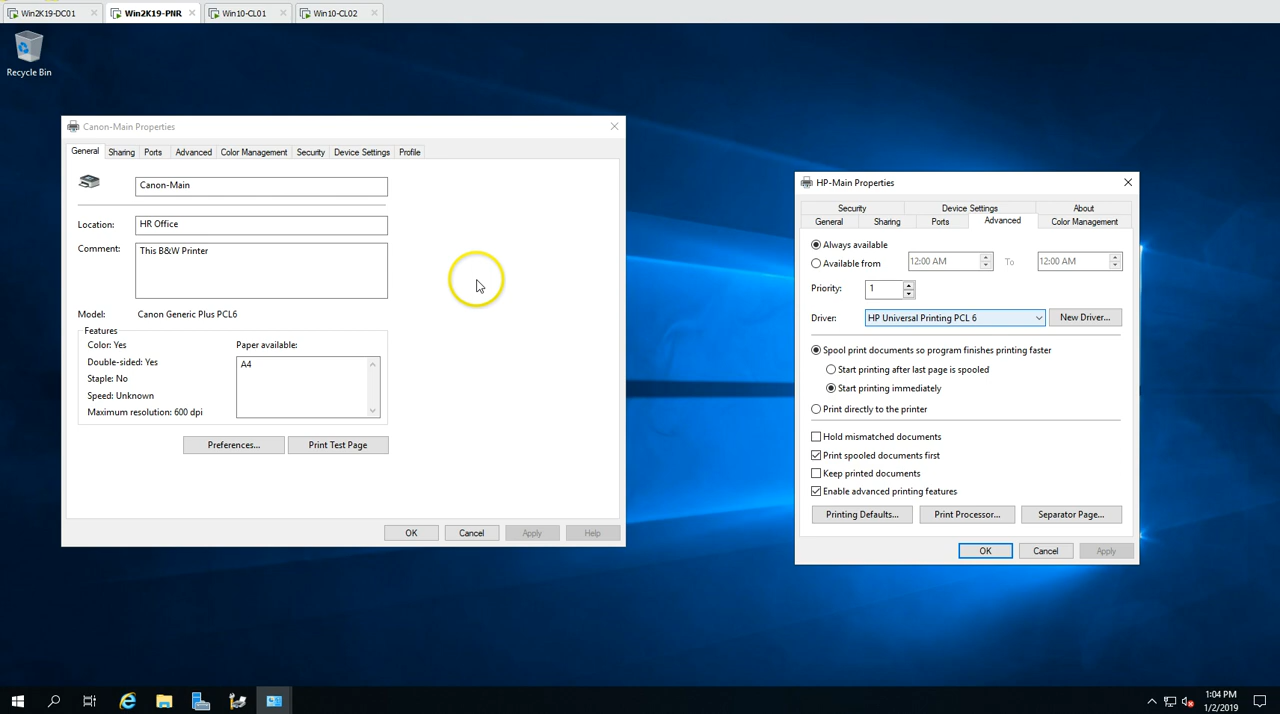 Win2K19-DC01
Win2K19-PNR
Win10-CL01
Win10-CL02
Recycle Bin
Canon-Main Properties
General Sharing Ports Advanced Color Management Security Device Settings Profile
Canon-Main
Location: HR Office
Comment: This B&W Printer
Model: Canon Generic Plus PCL6
Features
Color: Yes
Paper available:
Double-sided: Yes
A4
Staple: No
Speed: Unknown
Maximum resolution: 600 dpi
Preferences... Print Test Page
OK Cancel Apply Help
HP-Main Properties
Security Device Settings About
General Sharing Ports Advanced Color Management
Always available
Available from 12:00 AM To 12:00 AM
Priority: 1
Driver: HP Universal Printing PCL 6 New Driver...
Spool print documents so program finishes printing faster
Start printing after last page is spooled
Start printing immediately
Print directly to the printer
Hold mismatched documents
Print spooled documents first
Keep printed documents
Enable advanced printing features
Printing Defaults... Print Processor... Separator Page...
OK Cancel Apply
1:04 PM
1/2/2019